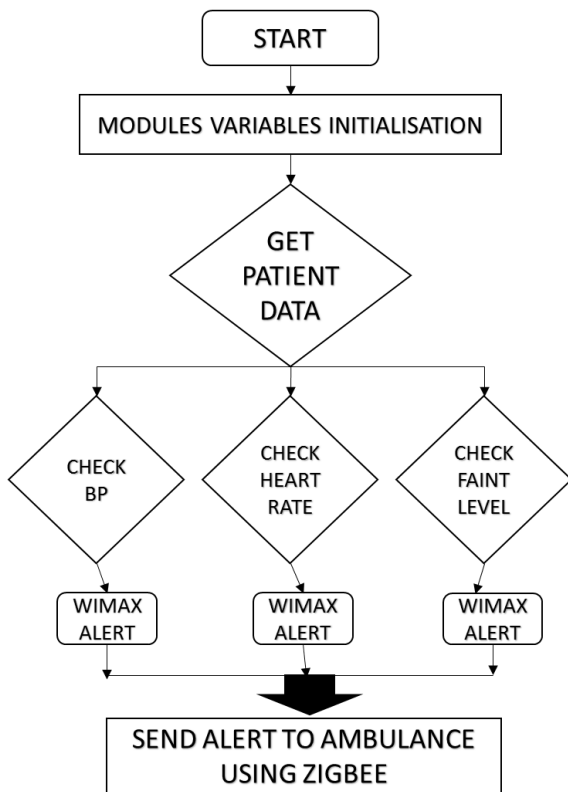 START
MODULES VARIABLES INITIALISATION
GET
PATIENT
DATA
CHECK
BP
CHECK
HEART
RATE
CHECK
FAINT
LEVEL
WIMAX
ALERT
WIMAX
ALERT
WIMAX
ALERT
SEND ALERT TO AMBULANCE
USING ZIGBEE